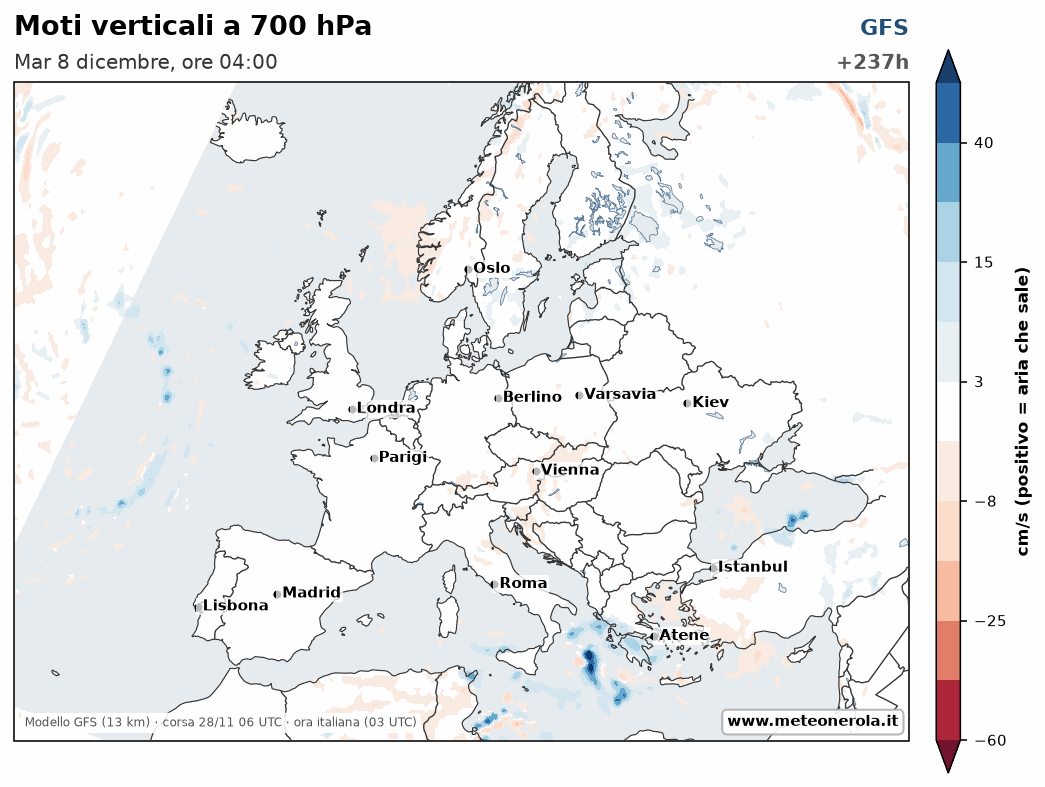 Moti verticali a 700 hPa
GFS
Mar 8 dicembre, ore 04:00
+237h
40
15
3
−8
−25
−60
cm/s (positivo = aria che sale)
Oslo
Londra
Berlino
Varsavia
Kiev
Parigi
Vienna
Istanbul
Roma
Madrid
Lisbona
Atene
Modello GFS (13 km) · corsa 28/11 06 UTC · ora italiana (03 UTC)
www.meteonerola.it